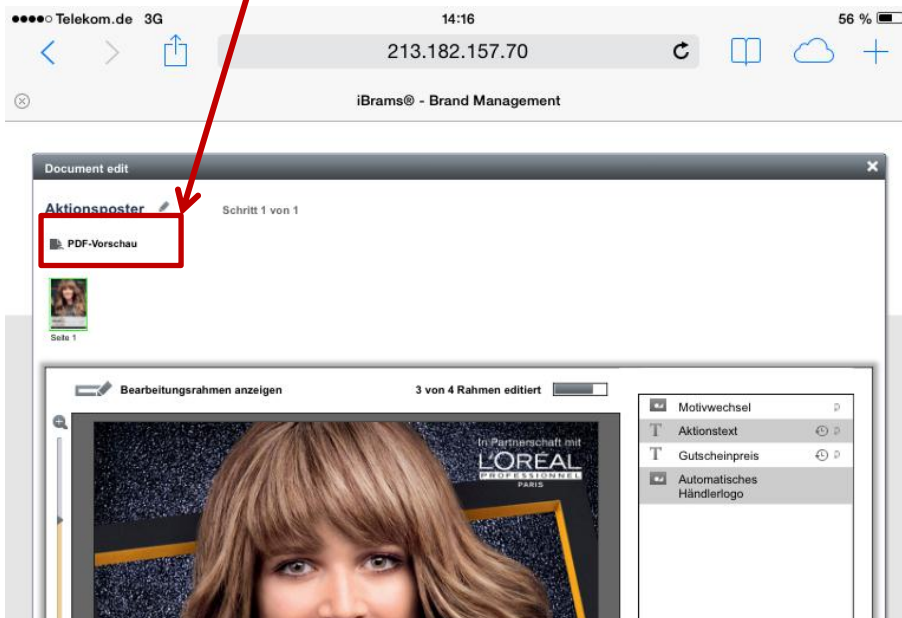 Telekom.de 3G 14:16 56 %
213.182.157.70
iBrams® - Brand Management
Document edit
Aktionsposter Schritt 1 von 1
PDF-Vorschau
Seite 1
Bearbeitungsrahmen anzeigen 3 von 4 Rahmen editiert
Motivwechsel
Aktionstext
Gutscheinpreis
Automatisches
Händlerlogo
In Partnerschaft mit
L'ORÉAL
PROFESSIONNEL
PARIS